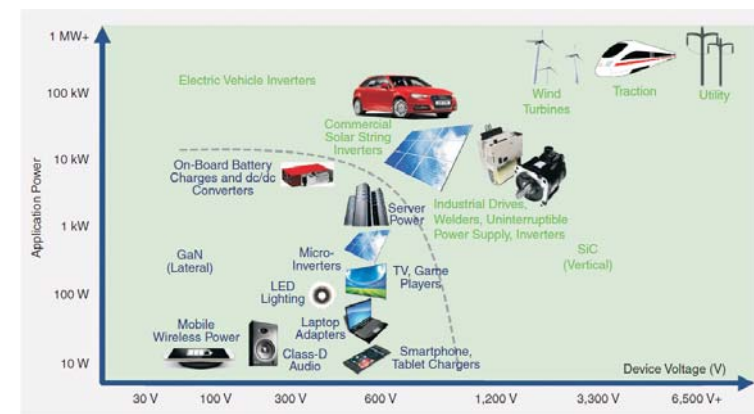 1 MW+
100 kW
10 kW
1 kW
100 W
10 W
Application Power
Electric Vehicle Inverters
Wind
Turbines
Traction
Utility
Commercial
Solar String
Inverters
On-Board Battery
Charges and dc/dc
Converters
Server
Power
Industrial Drives,
Welders, Uninterruptible
Power Supply, Inverters
GaN
(Lateral)
Micro-
Inverters
SiC
(Vertical)
TV, Game
Players
LED
Lighting
Mobile
Wireless Power
Laptop
Adapters
Class-D
Audio
Smartphone,
Tablet Chargers
Device Voltage (V)
30 V
100 V
300 V
600 V
1,200 V
3,300 V
6,500 V+